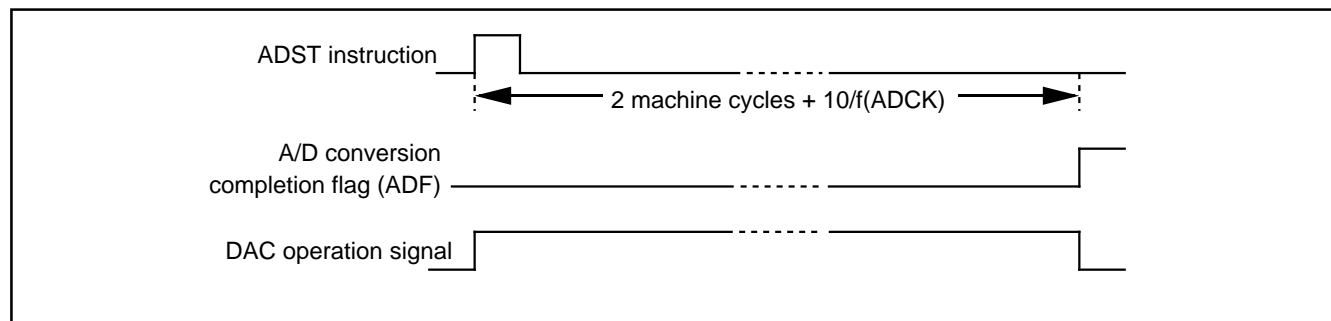 ADST instruction
2 machine cycles + 10/f(ADCK)
A/D conversion
completion flag (ADF)
DAC operation signal